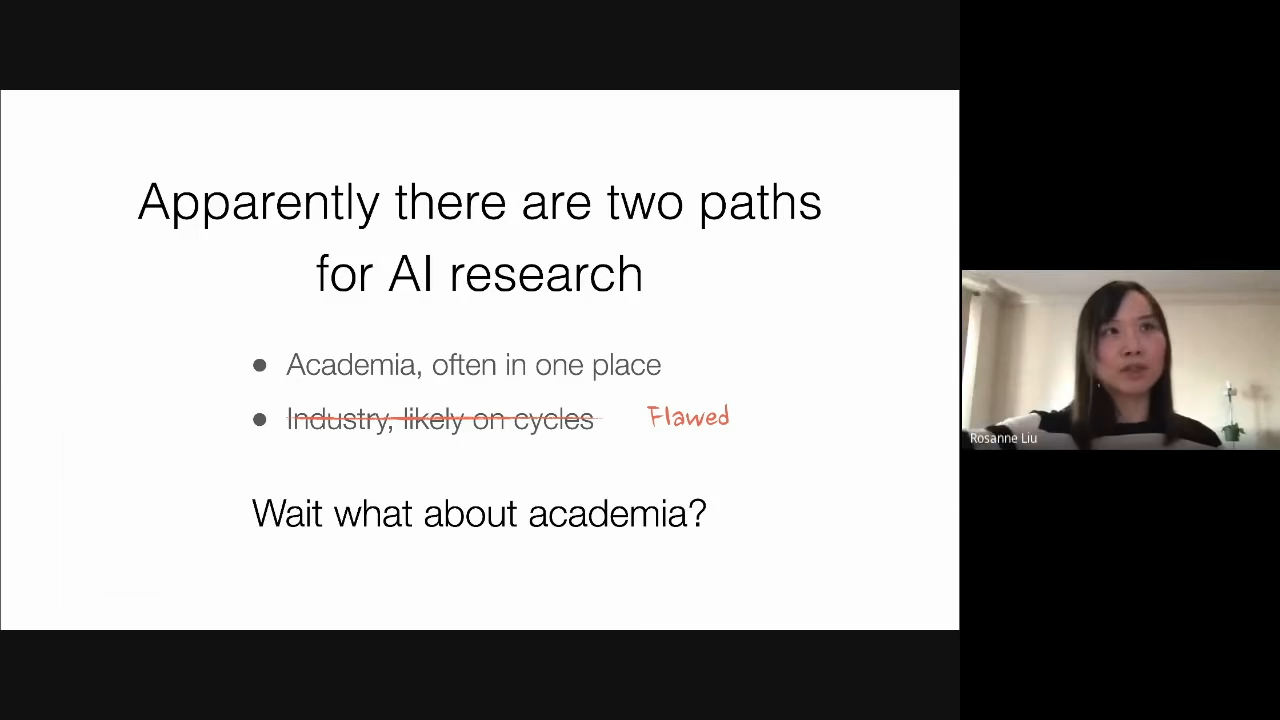 Apparently there are two paths
for AI research
• Academia, often in one place
• Industry, likely on cycles Flawed
Wait what about academia?
Rosanne Liu